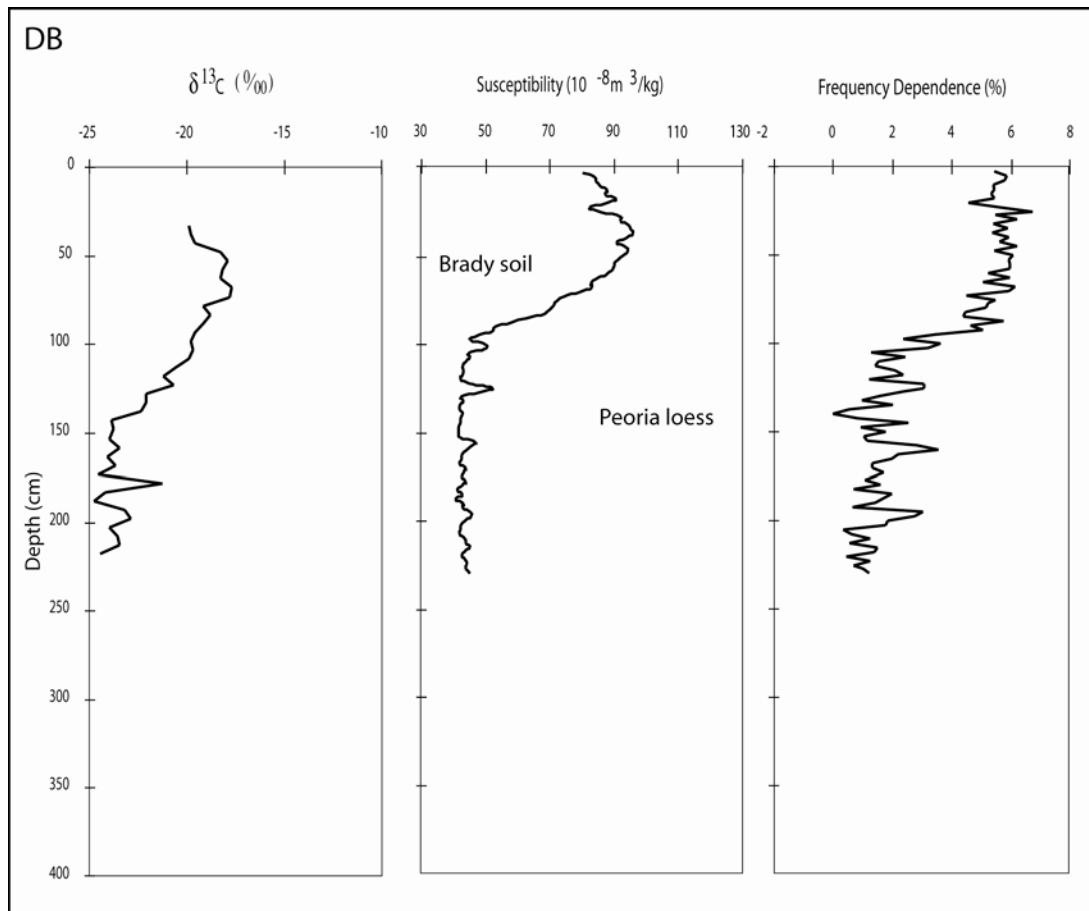 DB
δ13C (0/00)
Susceptibility (10 -8m 3/kg)
Frequency Dependence (%)
-25 -20 -15 -10
30 50 70 90 110 130
-2 0 2 4 6 8
0
50
100
150
200
250
300
350
400
Depth (cm)
Brady soil
Peoria loess